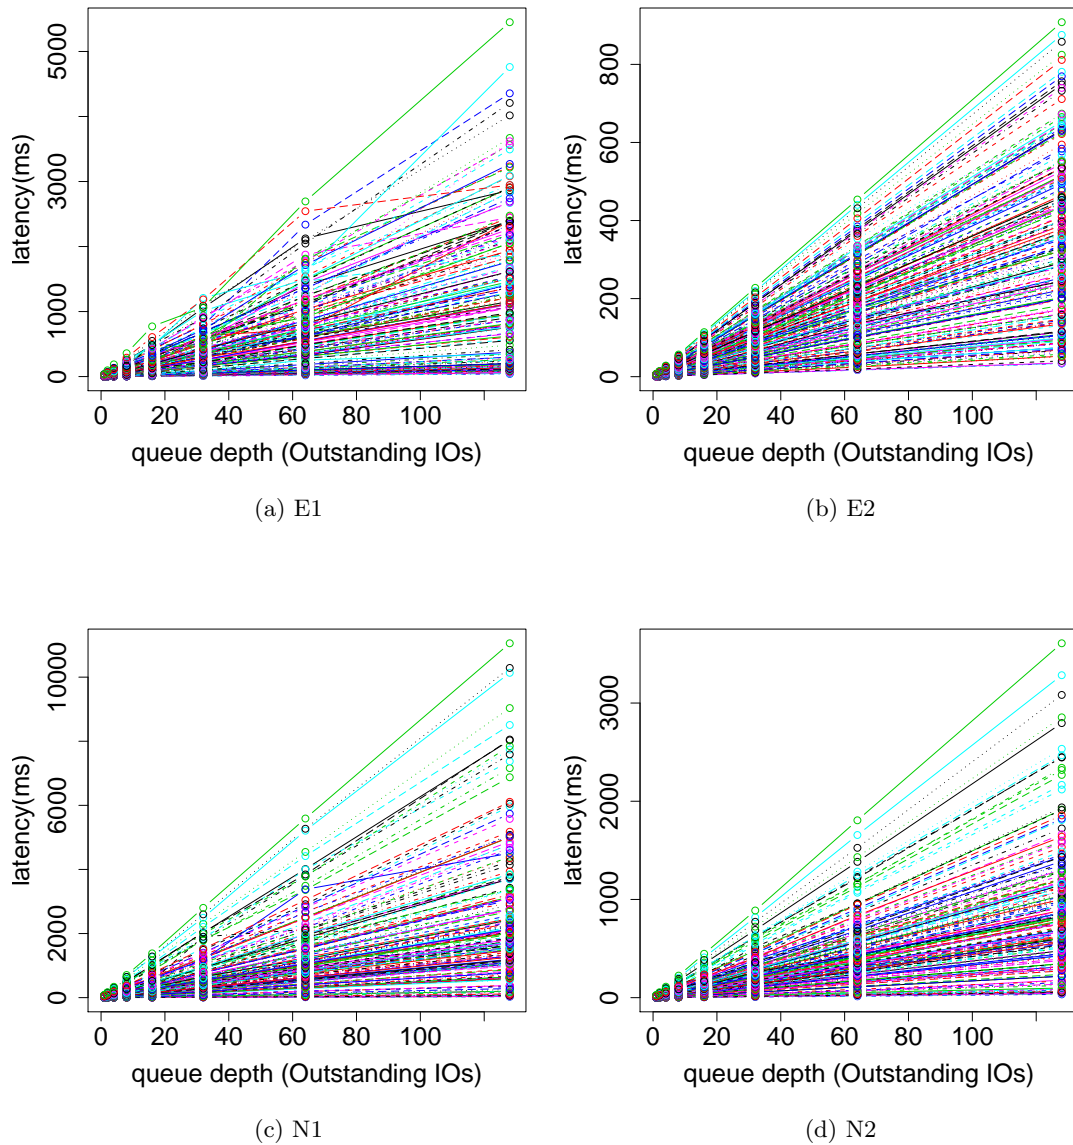 5000
3000
1000
0
latency(ms)
0 20 40 60 80 100
queue depth (Outstanding IOs)
(a) E1
800
600
400
200
0
latency(ms)
0 20 40 60 80 100
queue depth (Outstanding IOs)
(b) E2
10000
6000
2000
0
latency(ms)
0 20 40 60 80 100
queue depth (Outstanding IOs)
(c) N1
3000
2000
1000
0
latency(ms)
0 20 40 60 80 100
queue depth (Outstanding IOs)
(d) N2